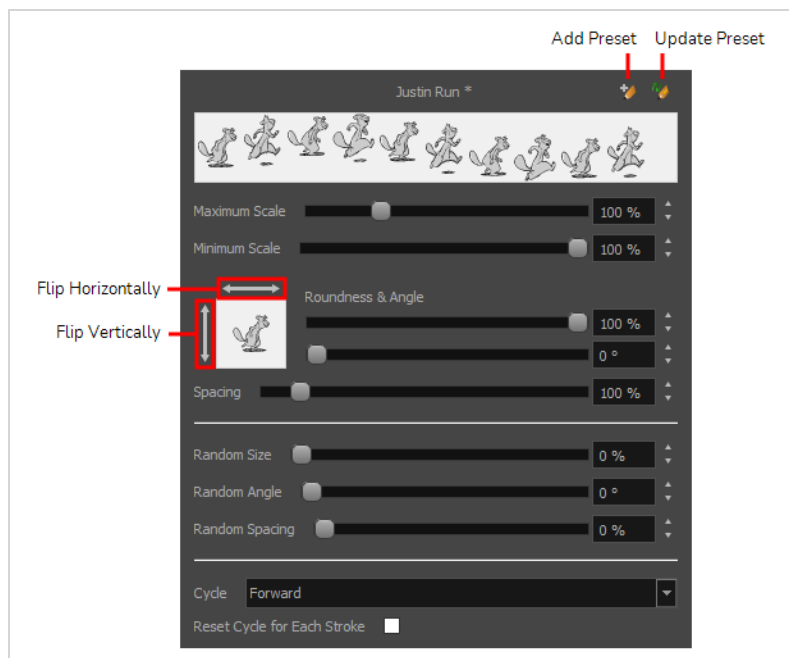 Add Preset Update Preset
Justin Run *
Maximum Scale 100 %
Minimum Scale 100 %
Flip Horizontally
Roundness & Angle
Flip Vertically
100 %
0 °
Spacing 100 %
Random Size 0 %
Random Angle 0 °
Random Spacing 0 %
Cycle Forward
Reset Cycle for Each Stroke